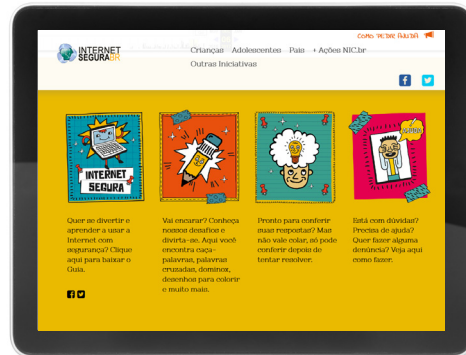 COMO PEDIR AJUDA
INTERNET
SEGURABR
Crianças Adolescentes Pais + Ações NIC.br
Outras Iniciativas
INTERNET
SEGURA
Quer se divertir e
aprender a usar a
Internet com
segurança? Clique
aqui para baixar o
Guia.
Vai encarar? Conheça
nossos desafios e
divirta-se. Aqui você
encontra caça-
palavras, palavras
cruzadas, dominox,
desenhos para colorir
e muito mais.
Pronto para conferir
suas respostas? Mas
não vale colar, só pode
conferir depois de
tentar resolver.
Está com dúvidas?
Precisa de ajuda?
Quer fazer alguma
denúncia? Veja aqui
como fazer.